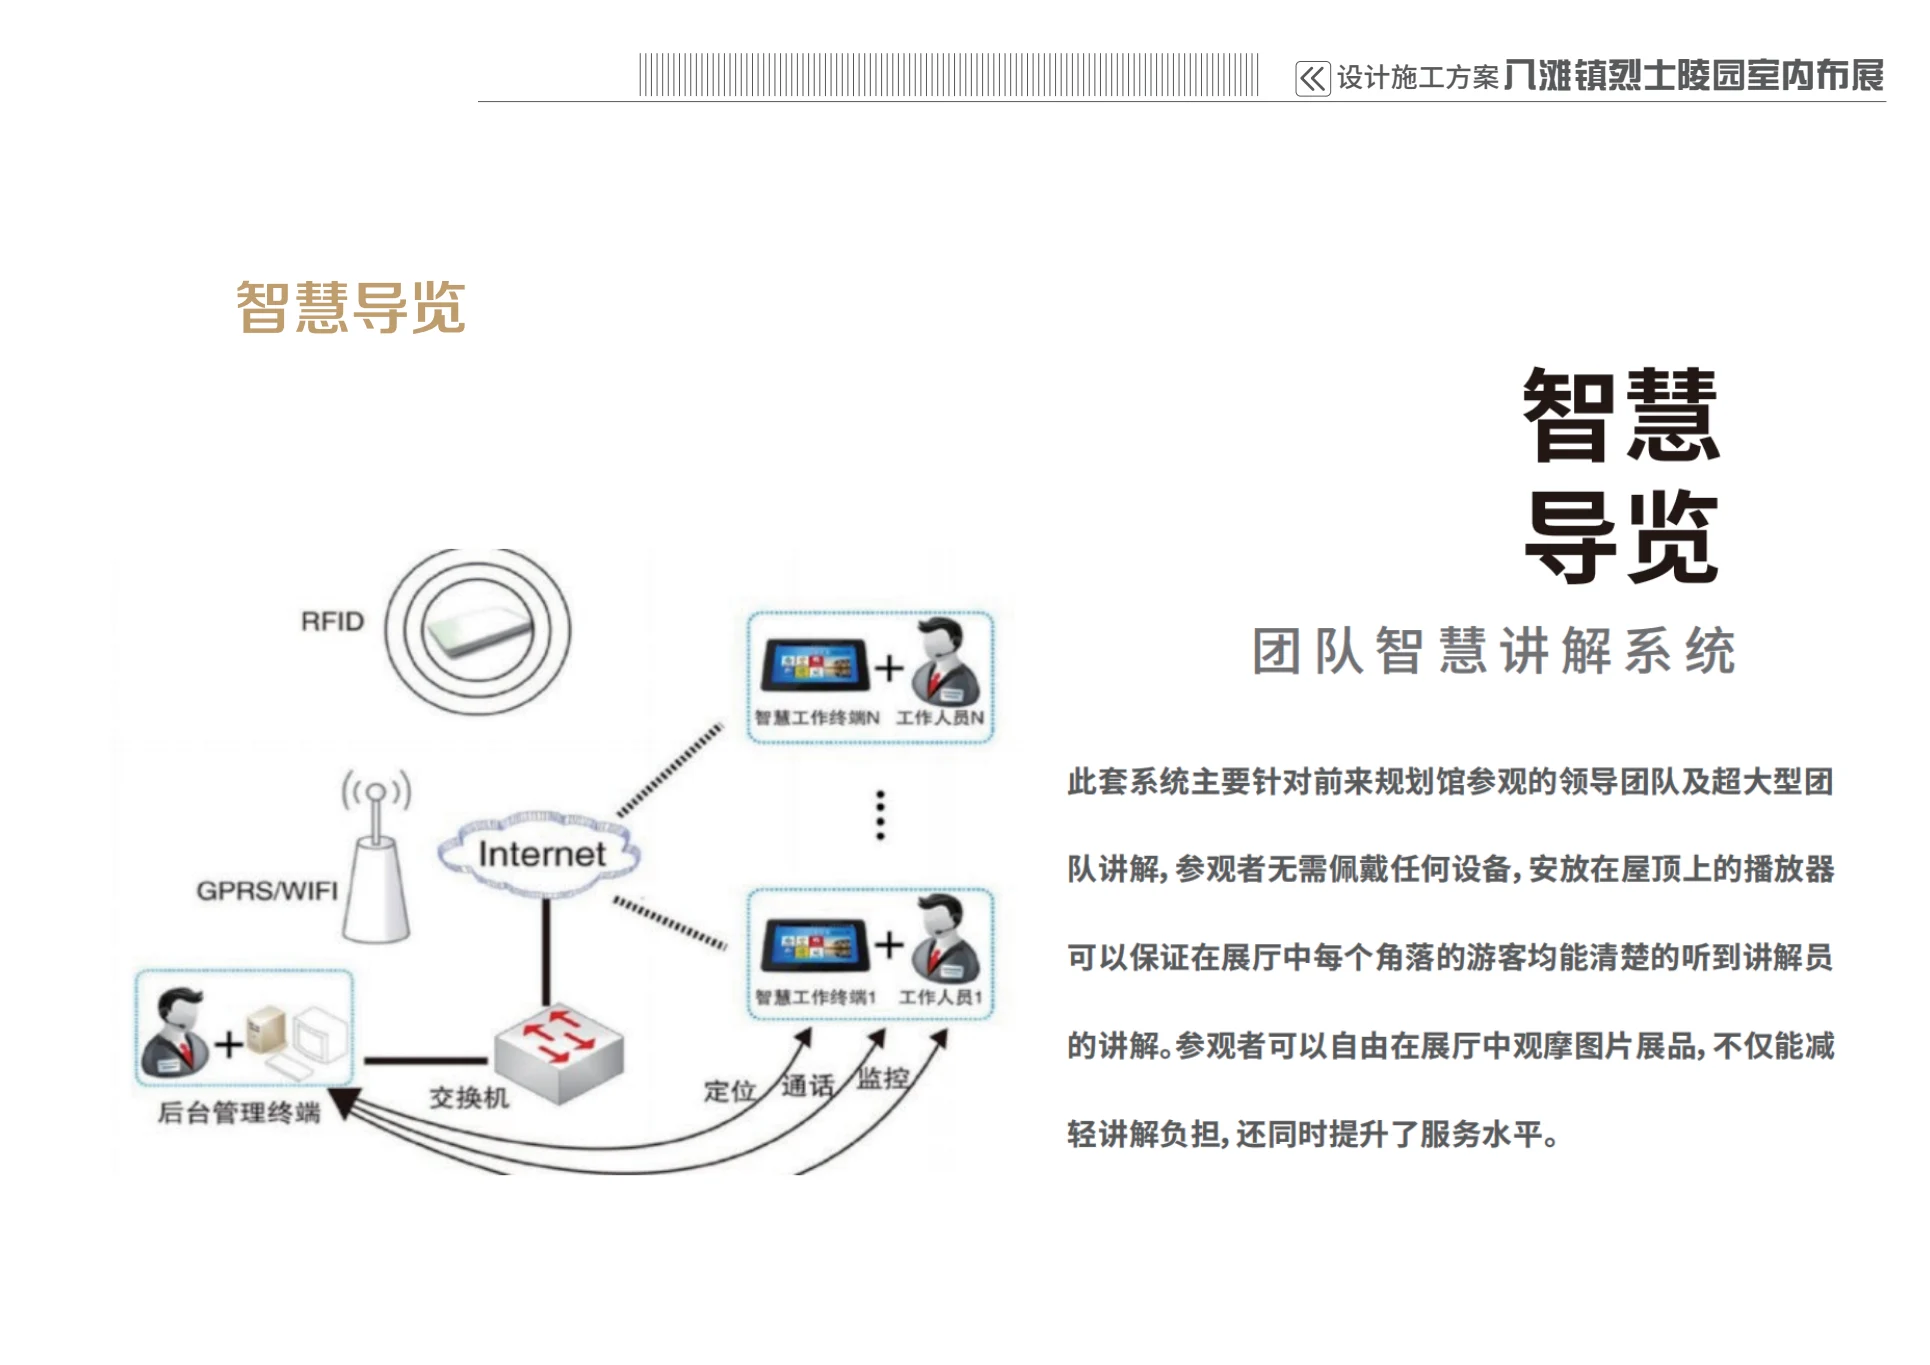 设计施工方案 八滩镇烈士陵园室内布展
智慧导览
智慧
导览
团队智慧讲解系统
此套系统主要针对前来规划馆参观的领导团队及超大型团
队讲解，参观者无需佩戴任何设备，安放在屋顶上的播放器
可以保证在展厅中每个角落的游客均能清楚的听到讲解员
的讲解。参观者可以自由在展厅中观摩图片展品，不仅能减
轻讲解负担，还同时提升了服务水平。
RFID
智慧工作终端N 工作人员N
Internet
GPRS/WIFI
智慧工作终端1 工作人员1
后台管理终端
交换机
定位 通话 监控